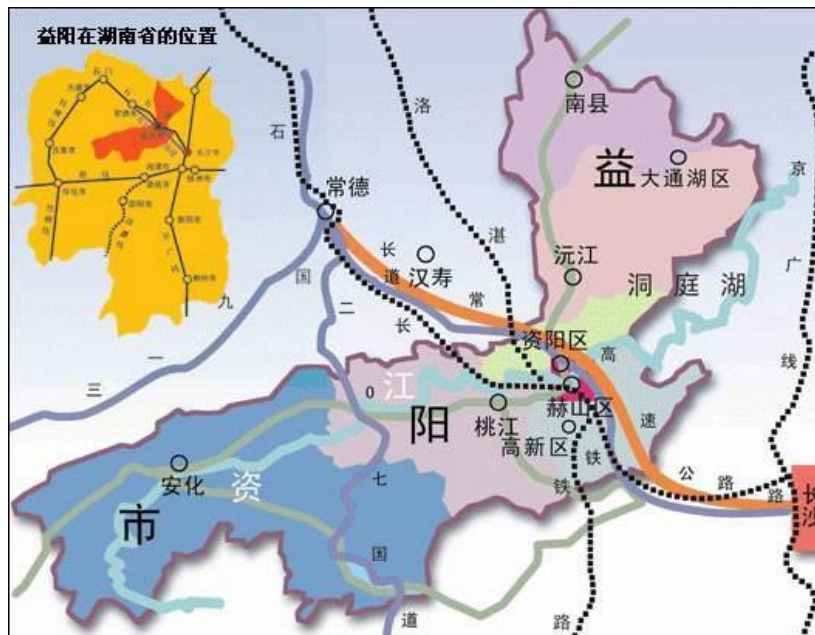 益阳在湖南省的位置
南县
益
大通湖区
京
洛
石
常德
长
湛
汉寿
沅江
洞庭湖
广
国
道
常
九
二
长
资阳区
高
线
一
三
0
江
赫山区
桃江
阳
高新区
速
铁
安化
资
七
铁
公
路
路
长沙
市
国
道
路